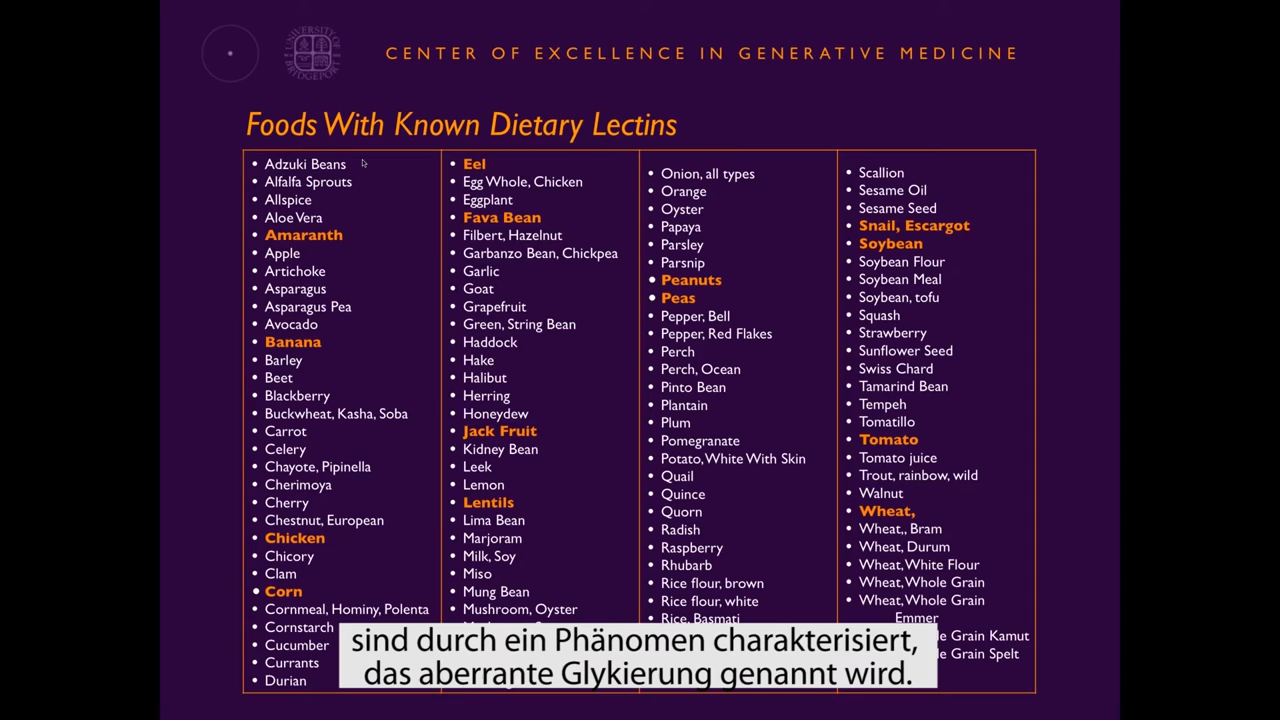 UNIVERSITY OF
BRIDGEPORT
CENTER OF EXCELLENCE IN GENERATIVE MEDICINE
Foods With Known Dietary Lectins
• Adzuki Beans
• Alfalfa Sprouts
• Allspice
• Aloe Vera
• Amaranth
• Apple
• Artichoke
• Asparagus
• Asparagus Pea
• Avocado
• Banana
• Barley
• Beet
• Blackberry
• Buckwheat, Kasha, Soba
• Carrot
• Celery
• Chayote, Pipinella
• Cherimoya
• Cherry
• Chestnut, European
• Chicken
• Chicory
• Clam
• Corn
• Cornmeal, Hominy, Polenta
• Cornstarch
• Cucumber
• Currants
• Durian
• Eel
• Egg Whole, Chicken
• Eggplant
• Fava Bean
• Filbert, Hazelnut
• Garbanzo Bean, Chickpea
• Garlic
• Goat
• Grapefruit
• Green, String Bean
• Haddock
• Hake
• Halibut
• Herring
• Honeydew
• Jack Fruit
• Kidney Bean
• Leek
• Lemon
• Lentils
• Lima Bean
• Marjoram
• Milk, Soy
• Miso
• Mung Bean
• Mushroom, Oyster
• Onion, all types
• Orange
• Oyster
• Papaya
• Parsley
• Parsnip
• Peanuts
• Peas
• Pepper, Bell
• Pepper, Red Flakes
• Perch
• Perch, Ocean
• Pinto Bean
• Plantain
• Plum
• Pomegranate
• Potato, White With Skin
• Quail
• Quince
• Quorn
• Radish
• Raspberry
• Rhubarb
• Rice flour, brown
• Rice flour, white
• Rice, Basmati
• Scallion
• Sesame Oil
• Sesame Seed
• Snail, Escargot
• Soybean
• Soybean Flour
• Soybean Meal
• Soybean, tofu
• Squash
• Strawberry
• Sunflower Seed
• Swiss Chard
• Tamarind Bean
• Tempeh
• Tomatillo
• Tomato
• Tomato juice
• Trout, rainbow, wild
• Walnut
• Wheat,
• Wheat,, Bram
• Wheat, Durum
• Wheat, White Flour
• Wheat, Whole Grain
• Wheat, Whole Grain
Emmer
Grain Kamut
Grain Spelt
sind durch ein Phänomen charakterisiert,
das aberrante Glykierung genannt wird.